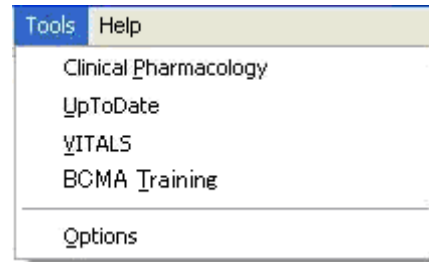 Tools Help
Clinical Pharmacology
UpToDate
VITALS
BCMA Training
Options